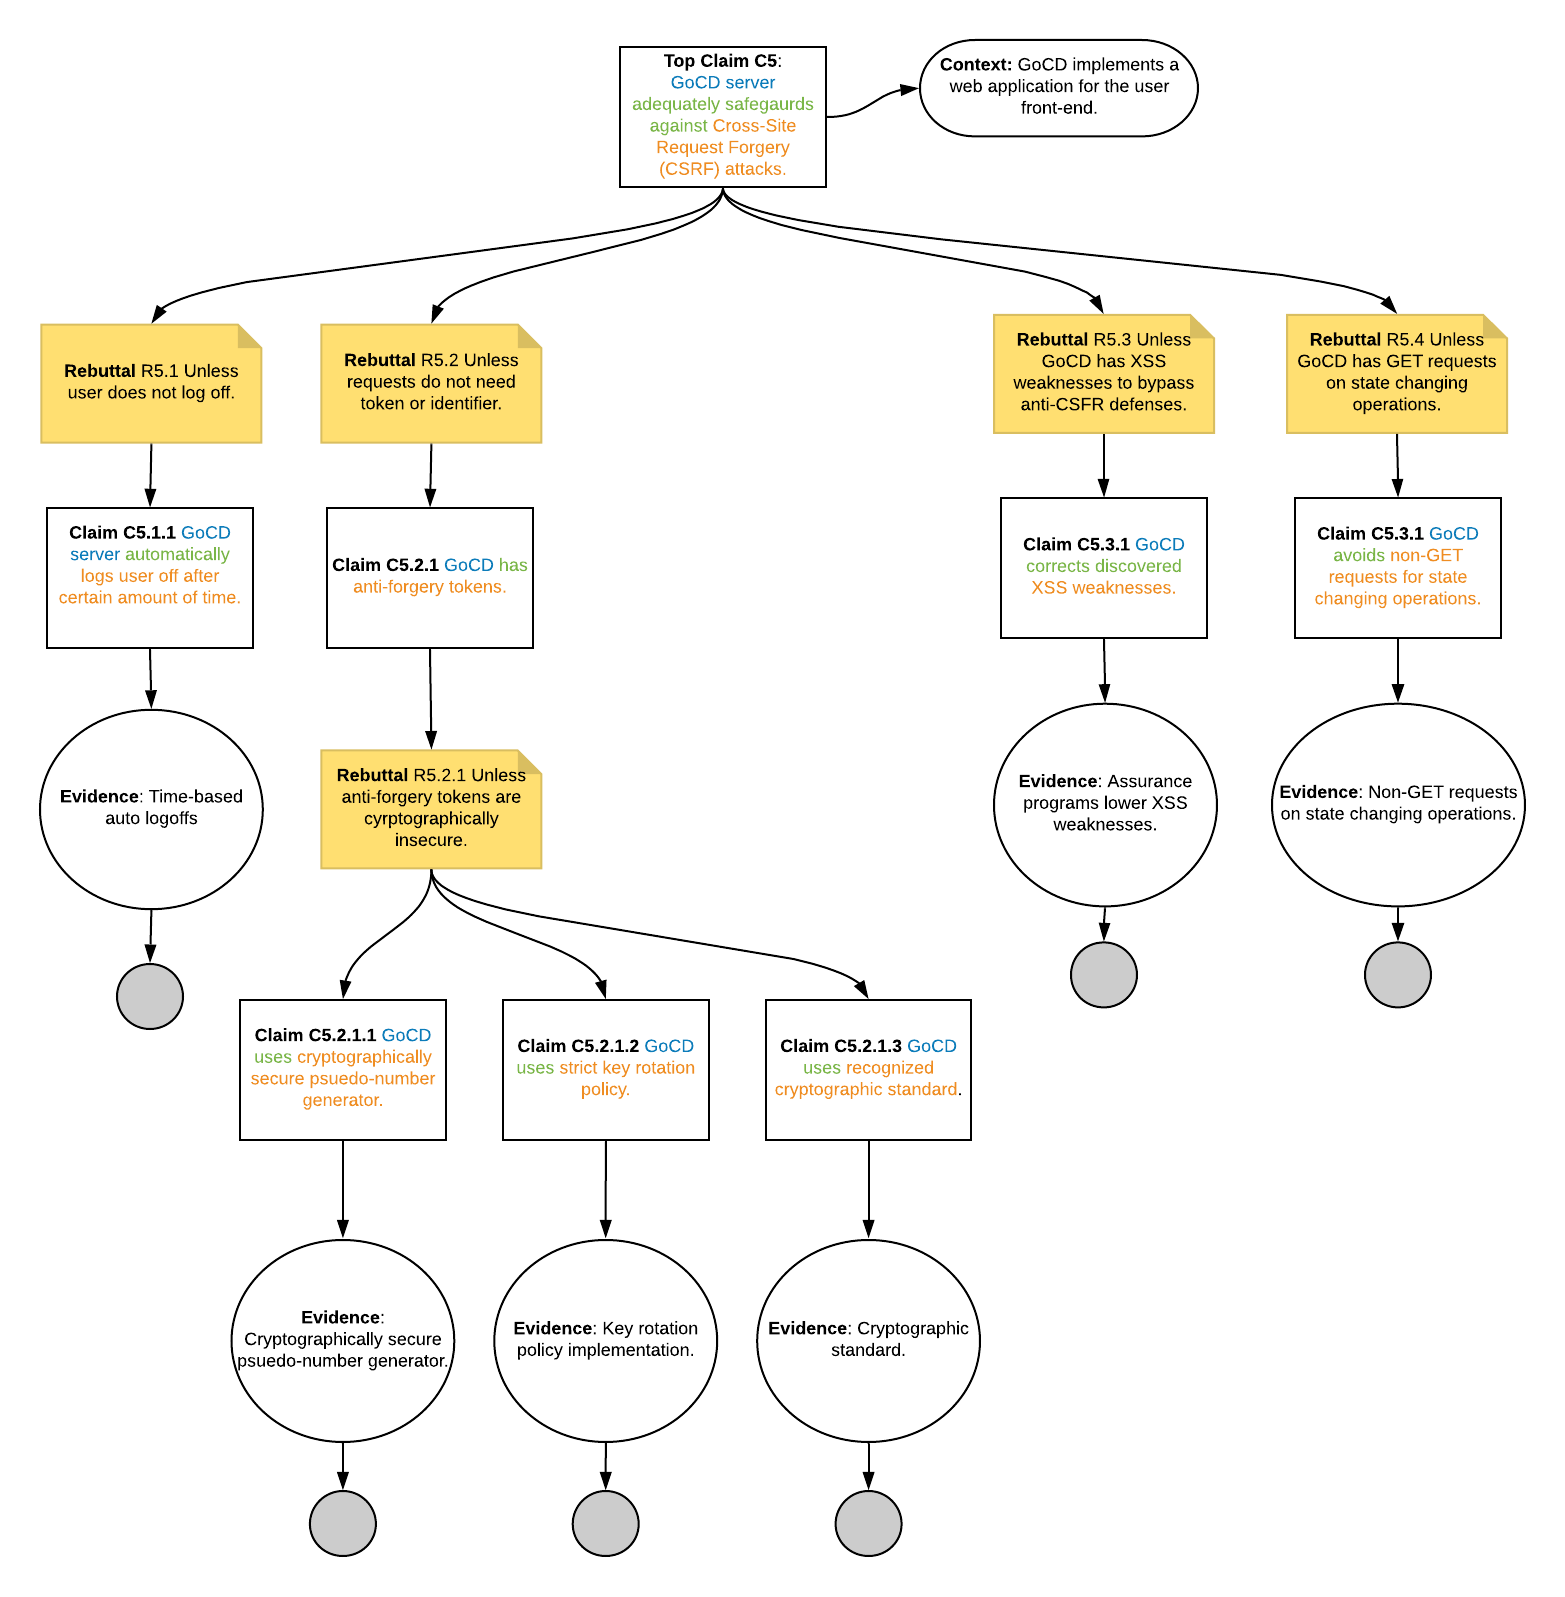 Top Claim C5:
GoCD server
adequately safegaurds
against Cross-Site
Request Forgery
(CSRF) attacks.
Context: GoCD implements a
web application for the user
front-end.
Rebuttal R5.1 Unless
user does not log off.
Rebuttal R5.2 Unless
requests do not need
token or identifier.
Rebuttal R5.3 Unless
GoCD has XSS
weaknesses to bypass
anti-CSFR defenses.
Rebuttal R5.4 Unless
GoCD has GET requests
on state changing
operations.
Claim C5.1.1 GoCD
server automatically
logs user off after
certain amount of time.
Claim C5.2.1 GoCD has
anti-forgery tokens.
Claim C5.3.1 GoCD
corrects discovered
XSS weaknesses.
Claim C5.3.1 GoCD
avoids non-GET
requests for state
changing operations.
Evidence: Time-based
auto logoffs
Rebuttal R5.2.1 Unless
anti-forgery tokens are
cyrptographically
insecure.
Evidence: Assurance
programs lower XSS
weaknesses.
Evidence: Non-GET requests
on state changing operations.
Claim C5.2.1.1 GoCD
uses cryptographically
secure psuedo-number
generator.
Claim C5.2.1.2 GoCD
uses strict key rotation
policy.
Claim C5.2.1.3 GoCD
uses recognized
cryptographic standard.
Evidence:
Cryptographically secure
psuedo-number generator.
Evidence: Key rotation
policy implementation.
Evidence: Cryptographic
standard.